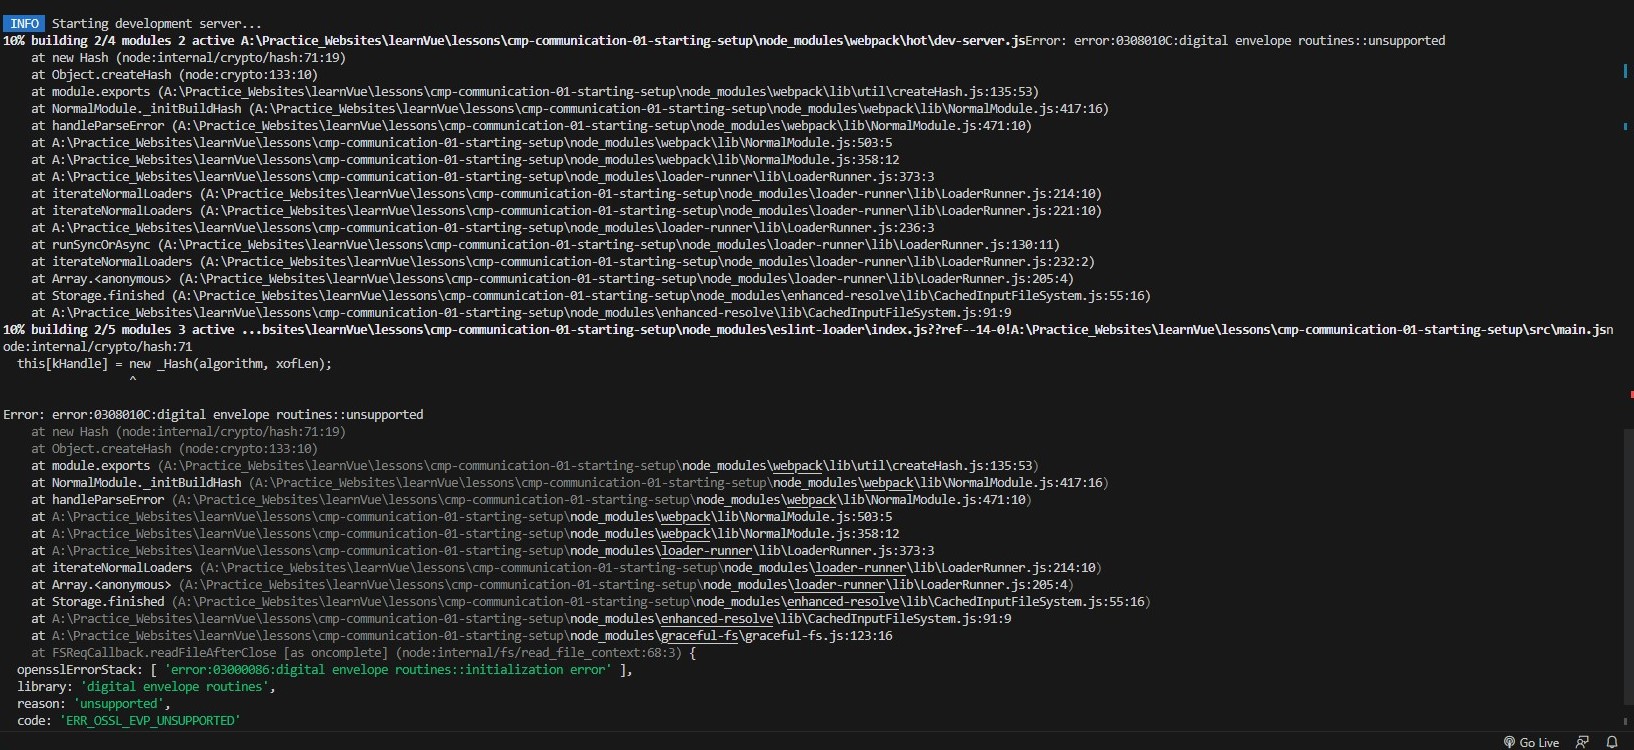 INFO Starting development server...
10% building 2/4 modules 2 active A:\Practice_Websites\learnVue\lessons\cmp-communication-01-starting-setup\node_modules\webpack\hot\dev-server.jsError: error:0308010C:digital envelope routines::unsupported
    at new Hash (node:internal/crypto/hash:71:19)
    at Object.createHash (node:crypto:133:10)
    at module.exports (A:\Practice_Websites\learnVue\lessons\cmp-communication-01-starting-setup\node_modules\webpack\lib\util\createHash.js:135:53)
    at NormalModule._initBuildHash (A:\Practice_Websites\learnVue\lessons\cmp-communication-01-starting-setup\node_modules\webpack\lib\NormalModule.js:417:16)
    at handleParseError (A:\Practice_Websites\learnVue\lessons\cmp-communication-01-starting-setup\node_modules\webpack\lib\NormalModule.js:471:10)
    at A:\Practice_Websites\learnVue\lessons\cmp-communication-01-starting-setup\node_modules\webpack\lib\NormalModule.js:503:5
    at A:\Practice_Websites\learnVue\lessons\cmp-communication-01-starting-setup\node_modules\webpack\lib\NormalModule.js:358:12
    at A:\Practice_Websites\learnVue\lessons\cmp-communication-01-starting-setup\node_modules\loader-runner\lib\LoaderRunner.js:373:3
    at iterateNormalLoaders (A:\Practice_Websites\learnVue\lessons\cmp-communication-01-starting-setup\node_modules\loader-runner\lib\LoaderRunner.js:214:10)
    at iterateNormalLoaders (A:\Practice_Websites\learnVue\lessons\cmp-communication-01-starting-setup\node_modules\loader-runner\lib\LoaderRunner.js:221:10)
    at A:\Practice_Websites\learnVue\lessons\cmp-communication-01-starting-setup\node_modules\loader-runner\lib\LoaderRunner.js:236:3
    at runSyncOrAsync (A:\Practice_Websites\learnVue\lessons\cmp-communication-01-starting-setup\node_modules\loader-runner\lib\LoaderRunner.js:130:11)
    at iterateNormalLoaders (A:\Practice_Websites\learnVue\lessons\cmp-communication-01-starting-setup\node_modules\loader-runner\lib\LoaderRunner.js:232:2)
    at Array.<anonymous> (A:\Practice_Websites\learnVue\lessons\cmp-communication-01-starting-setup\node_modules\loader-runner\lib\LoaderRunner.js:205:4)
    at Storage.finished (A:\Practice_Websites\learnVue\lessons\cmp-communication-01-starting-setup\node_modules\enhanced-resolve\lib\CachedInputFileSystem.js:55:16)
    at A:\Practice_Websites\learnVue\lessons\cmp-communication-01-starting-setup\node_modules\enhanced-resolve\lib\CachedInputFileSystem.js:91:9
10% building 2/5 modules 3 active ...bsites\learnVue\lessons\cmp-communication-01-starting-setup\node_modules\eslint-loader\index.js??ref--14-0!A:\Practice_Websites\learnVue\lessons\cmp-communication-01-starting-setup\src\main.jsn
ode:internal/crypto/hash:71
  this[kHandle] = new _Hash(algorithm, xofLen);
                  ^
Error: error:0308010C:digital envelope routines::unsupported
    at new Hash (node:internal/crypto/hash:71:19)
    at Object.createHash (node:crypto:133:10)
    at module.exports (A:\Practice_Websites\learnVue\lessons\cmp-communication-01-starting-setup\node_modules\webpack\lib\util\createHash.js:135:53)
    at NormalModule._initBuildHash (A:\Practice_Websites\learnVue\lessons\cmp-communication-01-starting-setup\node_modules\webpack\lib\NormalModule.js:417:16)
    at handleParseError (A:\Practice_Websites\learnVue\lessons\cmp-communication-01-starting-setup\node_modules\webpack\lib\NormalModule.js:471:10)
    at A:\Practice_Websites\learnVue\lessons\cmp-communication-01-starting-setup\node_modules\webpack\lib\NormalModule.js:503:5
    at A:\Practice_Websites\learnVue\lessons\cmp-communication-01-starting-setup\node_modules\webpack\lib\NormalModule.js:358:12
    at A:\Practice_Websites\learnVue\lessons\cmp-communication-01-starting-setup\node_modules\loader-runner\lib\LoaderRunner.js:373:3
    at iterateNormalLoaders (A:\Practice_Websites\learnVue\lessons\cmp-communication-01-starting-setup\node_modules\loader-runner\lib\LoaderRunner.js:214:10)
    at Array.<anonymous> (A:\Practice_Websites\learnVue\lessons\cmp-communication-01-starting-setup\node_modules\loader-runner\lib\LoaderRunner.js:205:4)
    at Storage.finished (A:\Practice_Websites\learnVue\lessons\cmp-communication-01-starting-setup\node_modules\enhanced-resolve\lib\CachedInputFileSystem.js:55:16)
    at A:\Practice_Websites\learnVue\lessons\cmp-communication-01-starting-setup\node_modules\enhanced-resolve\lib\CachedInputFileSystem.js:91:9
    at A:\Practice_Websites\learnVue\lessons\cmp-communication-01-starting-setup\node_modules\graceful-fs\graceful-fs.js:123:16
    at FSReqCallback.readFileAfterClose [as oncomplete] (node:internal/fs/read_file_context:68:3) {
  opensslErrorStack: [ 'error:03000086:digital envelope routines::initialization error' ],
  library: 'digital envelope routines',
  reason: 'unsupported',
  code: 'ERR_OSSL_EVP_UNSUPPORTED'
Go Live